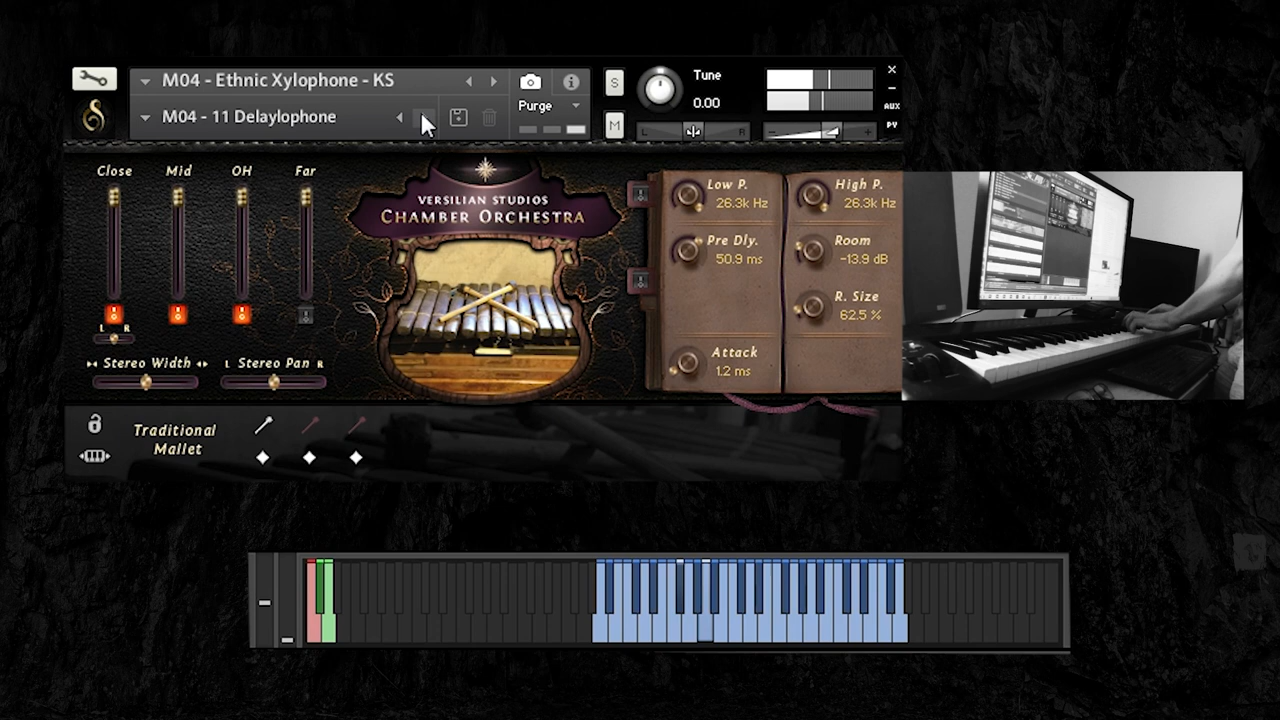 M04 - Ethnic Xylophone - KS
M04 - 11 Delaylophone
Purge
S
M
Tune
0.00
L R
- +
AUX
PV
Close Mid OH Far
L R
Stereo Width
L Stereo Pan R
VERSILIAN STUDIOS
CHAMBER ORCHESTRA
Low P.
26.3k Hz
Pre Dly.
50.9 ms
Attack
1.2 ms
High P.
26.3k Hz
Room
-13.9 dB
R. Size
62.5 %
Traditional
Mallet